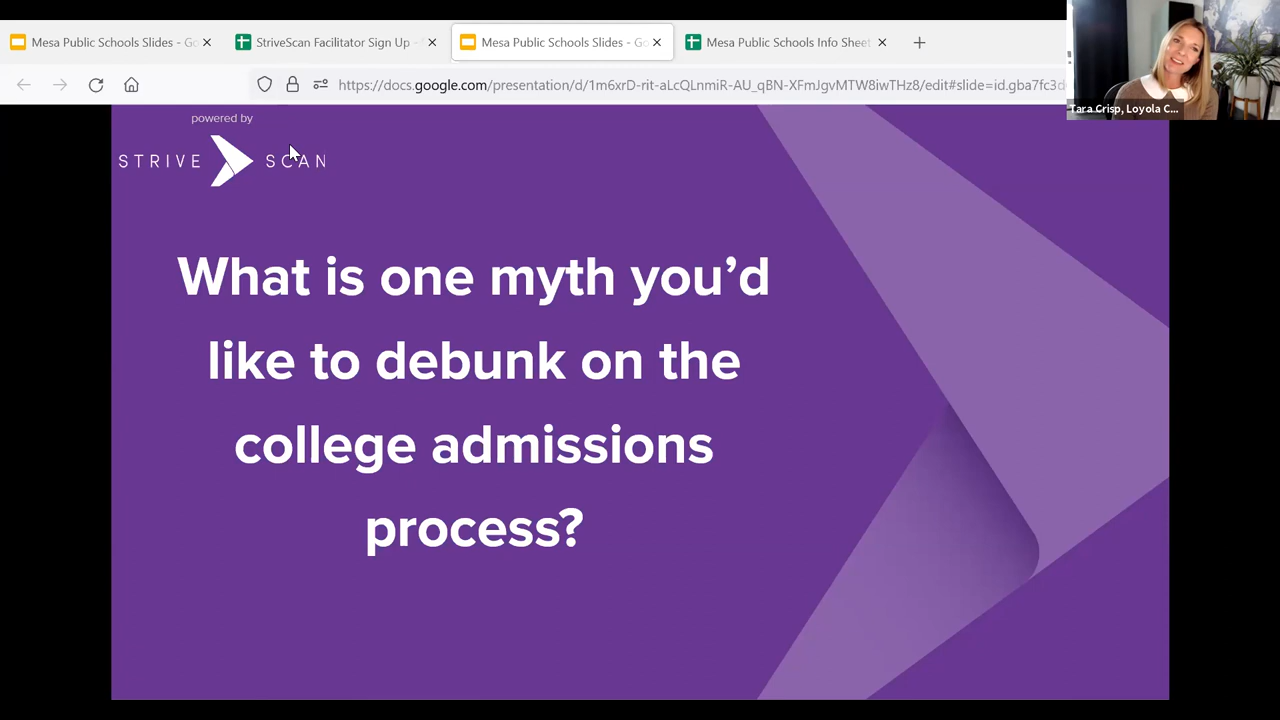 Mesa Public Schools Slides - Go
StriveScan Facilitator Sign Up -
Mesa Public Schools Slides - Go
Mesa Public Schools Info Sheet
https://docs.google.com/presentation/d/1m6xrD-rit-aLcQLnmiR-AU_qBN-XFmJgvMTW8iwTHz8/edit#slide=id.gba7fc3d
Tara Crisp, Loyola C...
powered by
STRIVE SCAN
What is one myth you’d
like to debunk on the
college admissions
process?